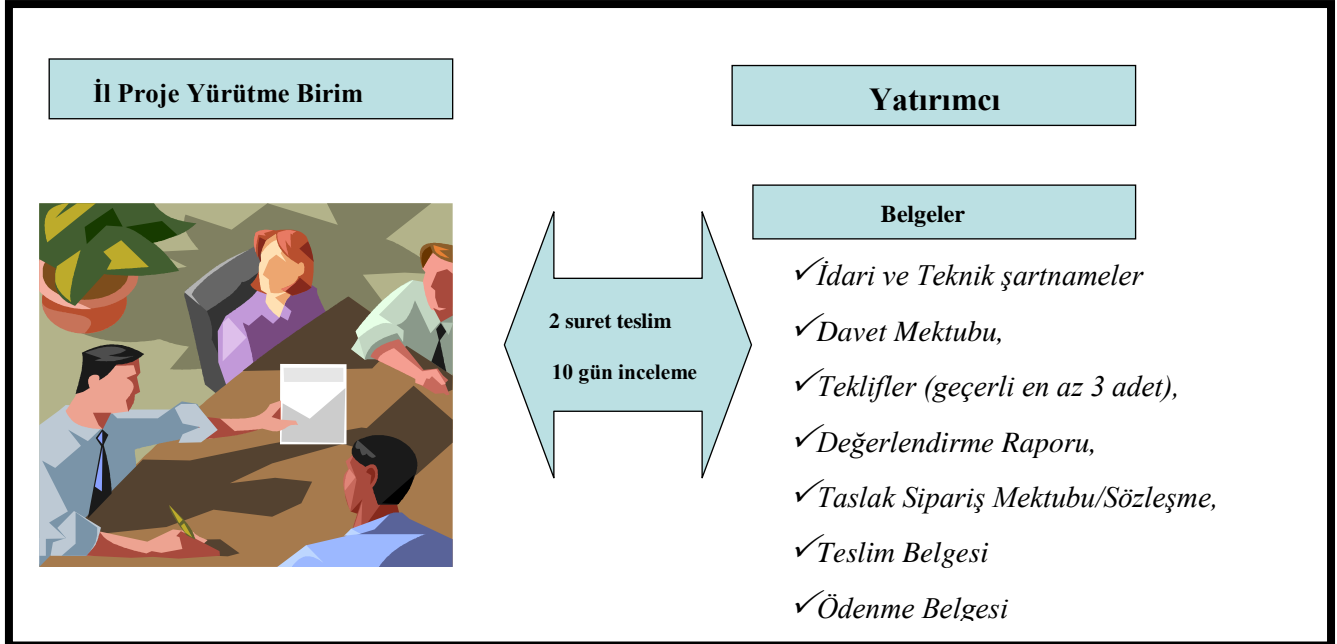 İl Proje Yürütme Birim
Yatırımcı
2 suret teslim
10 gün inceleme
Belgeler
✓İdari ve Teknik şartnameler
✓Davet Mektubu,
✓Teklifler (geçerli en az 3 adet),
✓Değerlendirme Raporu,
✓Taslak Sipariş Mektubu/Sözleşme,
✓Teslim Belgesi
✓Ödenme Belgesi